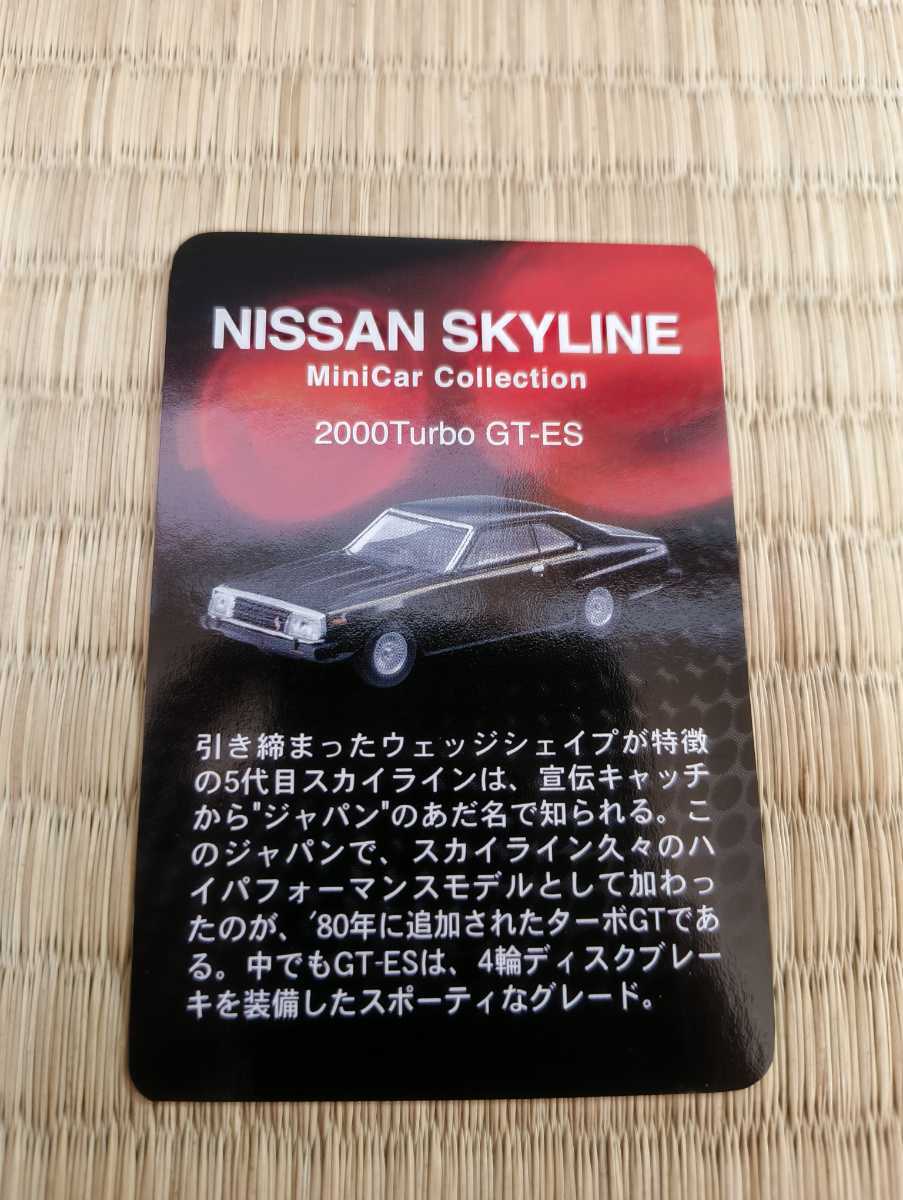 NISSAN SKYLINE
MiniCar Collection
2000Turbo GT-ES
引き締まったウェッジシェイプが特徴
の5代目スカイラインは、宣伝キャッチ
から"ジャパン"のあだ名で知られる。こ
のジャパンで、スカイライン久々のハ
イパフォーマンスモデルとして加わっ
たのが、'80年に追加されたターボGTであ
る。中でもGT-ESは、4輪ディスクブレー
キを装備したスポーティなグレード。